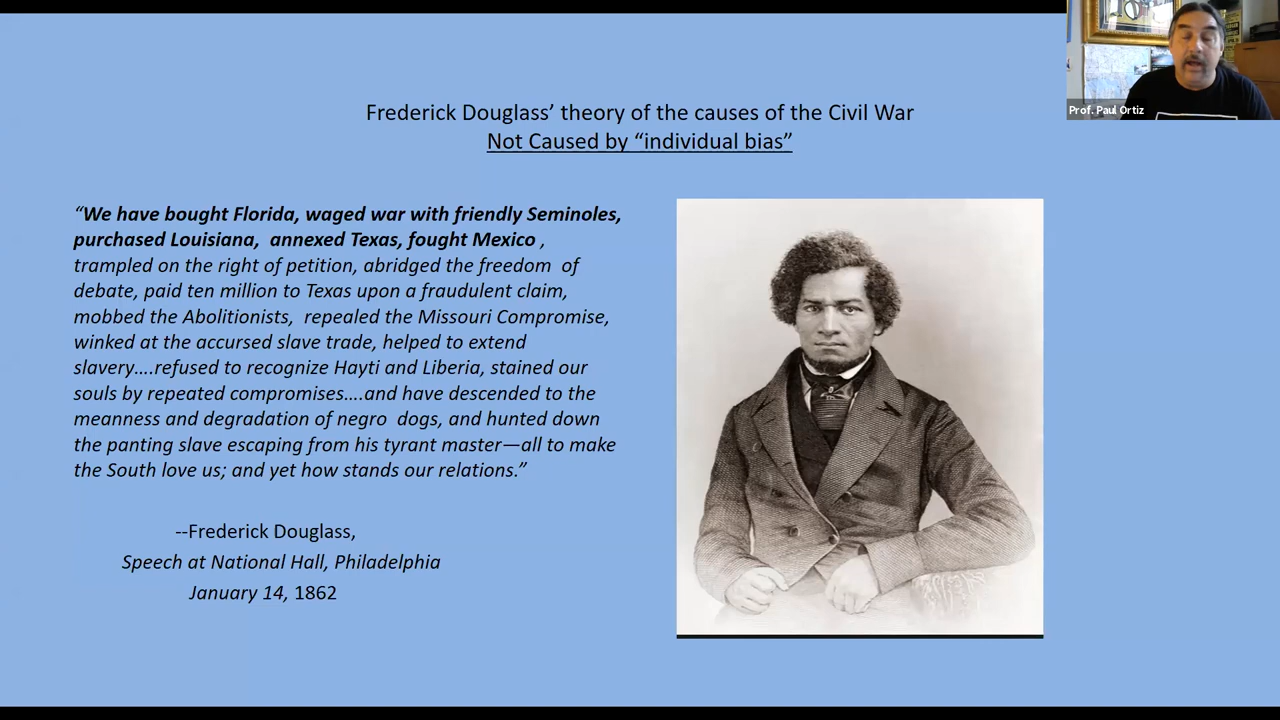 Prof. Paul Ortiz
Frederick Douglass’ theory of the causes of the Civil War
Not Caused by “individual bias”
“We have bought Florida, waged war with friendly Seminoles,
purchased Louisiana,  annexed Texas, fought Mexico ,
trampled on the right of petition, abridged the freedom  of
debate, paid ten million to Texas upon a fraudulent claim,
mobbed the Abolitionists,  repealed the Missouri Compromise,
winked at the accursed slave trade, helped to extend
slavery….refused to recognize Hayti and Liberia, stained our
souls by repeated compromises….and have descended to the
meanness and degradation of negro  dogs, and hunted down
the panting slave escaping from his tyrant master—all to make
the South love us; and yet how stands our relations.”
--Frederick Douglass,
Speech at National Hall, Philadelphia
January 14, 1862